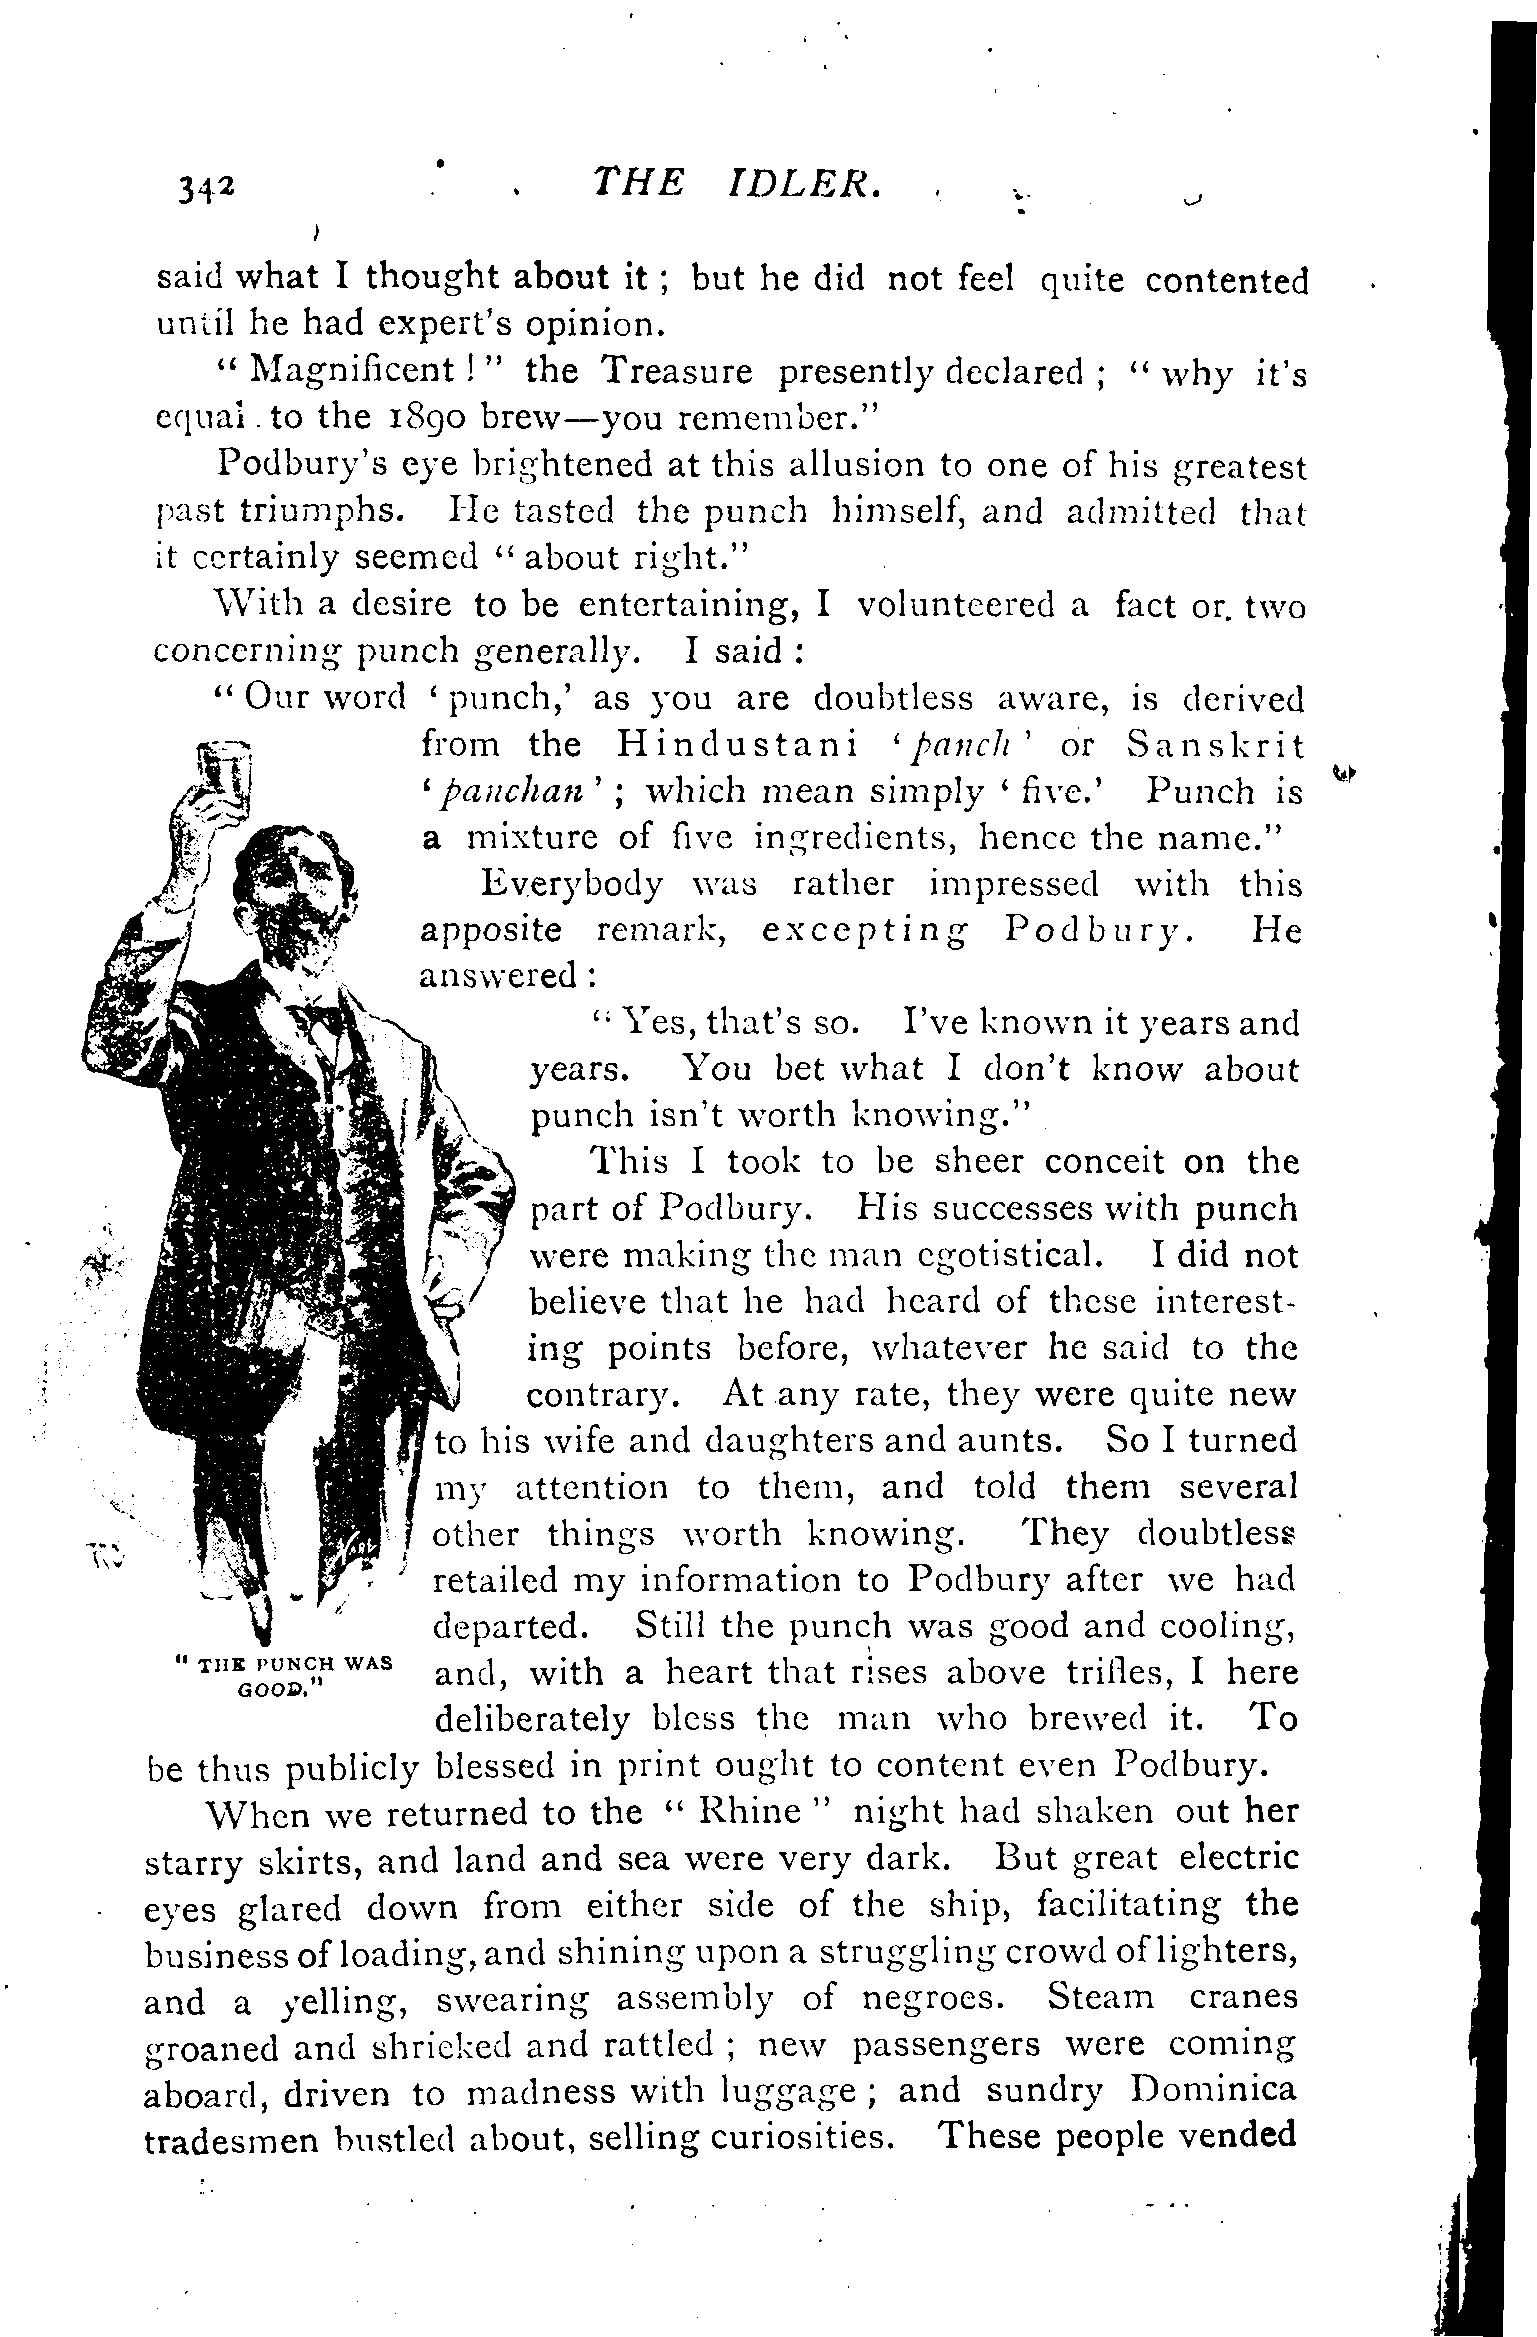 342 THE IDLER.
said what I thought about it ; but he did not feel quite contented
until he had expert's opinion.
" Magnificent ! " the Treasure presently declared ; " why it's
equal to the 1890 brew—you remember."
Podbury's eye brightened at this allusion to one of his greatest
past triumphs. He tasted the punch himself, and admitted that
it certainly seemed " about right."
With a desire to be entertaining, I volunteered a fact or two
concerning punch generally. I said :
" Our word ' punch,' as you are doubtless aware, is derived
from the Hindustani ' panch ' or Sanskrit
' panchan ' ; which mean simply ' five.' Punch is
a mixture of five ingredients, hence the name."
Everybody was rather impressed with this
apposite remark, excepting Podbury. He
answered :
" Yes, that's so. I've known it years and
years. You bet what I don't know about
punch isn't worth knowing."
This I took to be sheer conceit on the
part of Podbury. His successes with punch
were making the man egotistical. I did not
believe that he had heard of these interest-
ing points before, whatever he said to the
contrary. At any rate, they were quite new
to his wife and daughters and aunts. So I turned
my attention to them, and told them several
other things worth knowing. They doubtless
retailed my information to Podbury after we had
departed. Still the punch was good and cooling,
and, with a heart that rises above trifles, I here
deliberately bless the man who brewed it. To
be thus publicly blessed in print ought to content even Podbury.
" THE PUNCH WAS
GOOD."
When we returned to the " Rhine " night had shaken out her
starry skirts, and land and sea were very dark. But great electric
eyes glared down from either side of the ship, facilitating the
business of loading, and shining upon a struggling crowd of lighters,
and a yelling, swearing assembly of negroes. Steam cranes
groaned and shrieked and rattled ; new passengers were coming
aboard, driven to madness with luggage ; and sundry Dominica
tradesmen bustled about, selling curiosities. These people vended